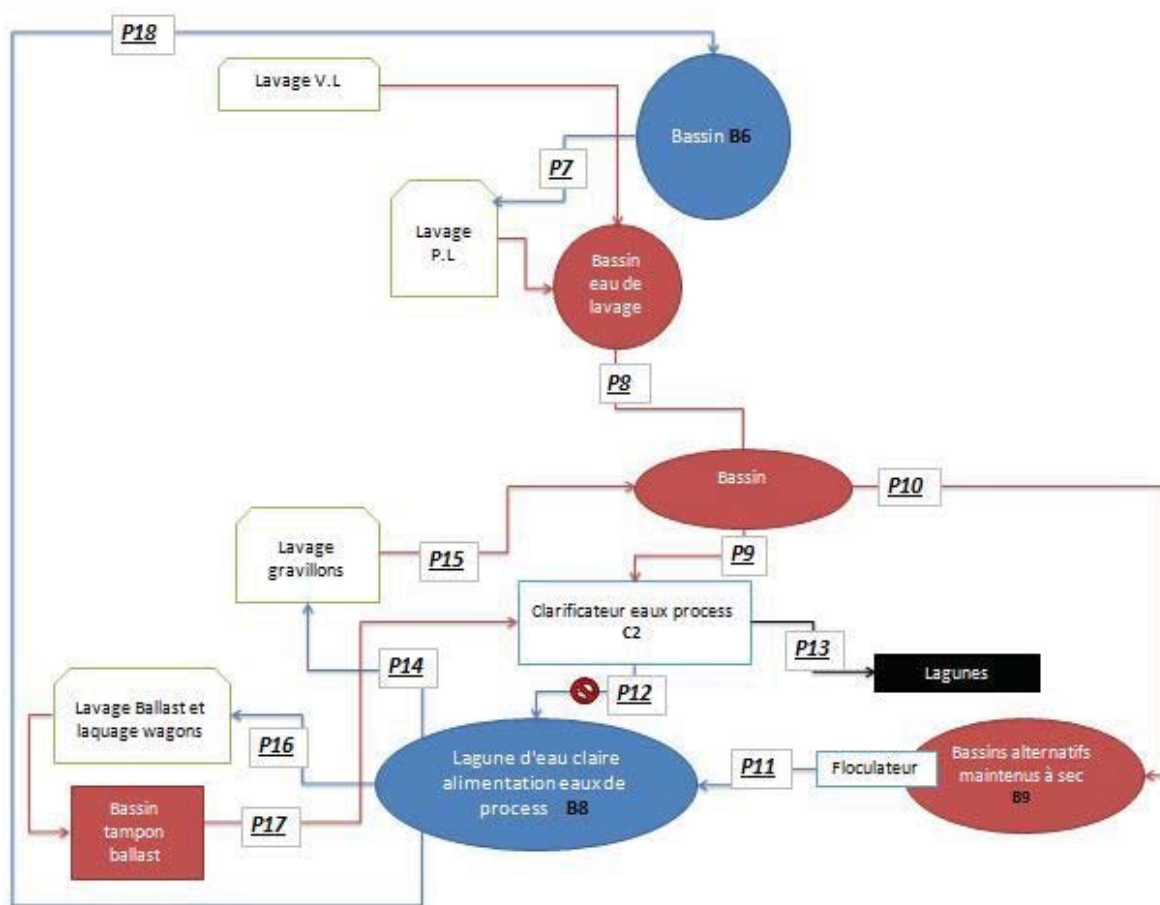 P18
Lavage V.L
Bassin B6
P7
Lavage
P.L
Bassin
eau de
lavage
P8
Bassin
P10
P15
Lavage
gravillons
P9
Clarificateur eaux process
C2
P13
P14
Lagunes
P12
Lavage Ballast et
laquage wagons
P16
Lagune d'eau claire
alimentation eaux de
process B8
P11
Floculateur
Bassins alternatifs
maintenus à sec
B9
Bassin
tampon
ballast
P17